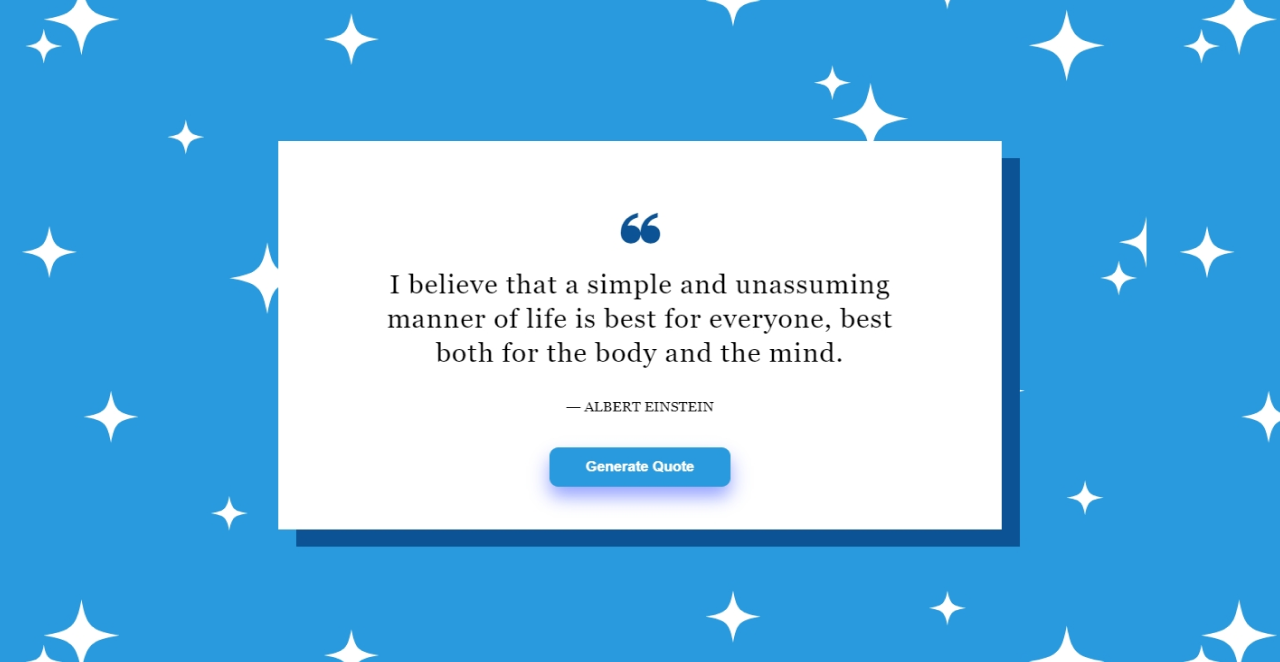 ❝
I believe that a simple and unassuming
manner of life is best for everyone, best
both for the body and the mind.
— ALBERT EINSTEIN
Generate Quote